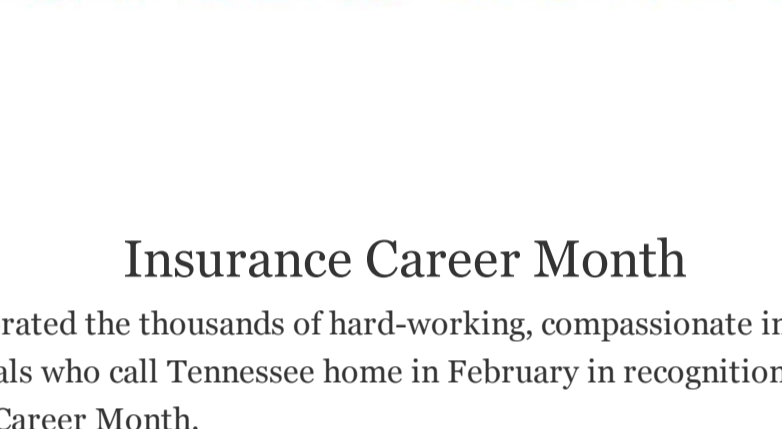 Insurance Career Month
rated the thousands of hard-working, compassionate in
als who call Tennessee home in February in recognition
Career Month.